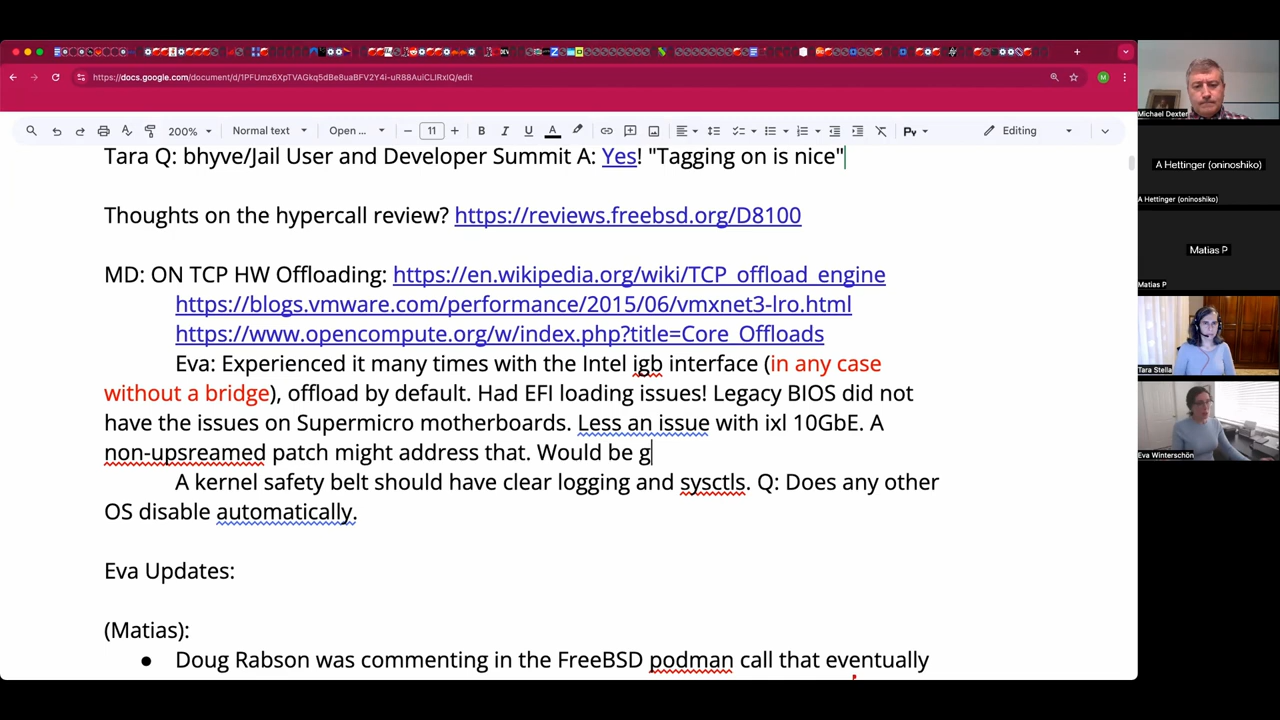 https://docs.google.com/document/d/1PFUmz6XpTVAGkq5dBe8uaBFV2Y4i-uR88AuiCLIRxIQ/edit
M
200%
Normal text
Open ...
11
B
I
U
A
Editing
Tara Q: bhyve/Jail User and Developer Summit A: Yes! "Tagging on is nice"
Thoughts on the hypercall review? https://reviews.freebsd.org/D8100
MD: ON TCP HW Offloading: https://en.wikipedia.org/wiki/TCP_offload_engine
https://blogs.vmware.com/performance/2015/06/vmxnet3-lro.html
https://www.opencompute.org/w/index.php?title=Core_Offloads
Eva: Experienced it many times with the Intel igb interface (in any case
without a bridge), offload by default. Had EFI loading issues! Legacy BIOS did not
have the issues on Supermicro motherboards. Less an issue with ixl 10GbE. A
non-upsreamed patch might address that. Would be g
A kernel safety belt should have clear logging and sysctls. Q: Does any other
OS disable automatically.
Eva Updates:
(Matias):
● Doug Rabson was commenting in the FreeBSD podman call that eventually
Michael Dexter
A Hettinger (oninoshiko)
A Hettinger (oninoshiko)
Matias P
Matias P
Tara Stella
Eva Winterschön